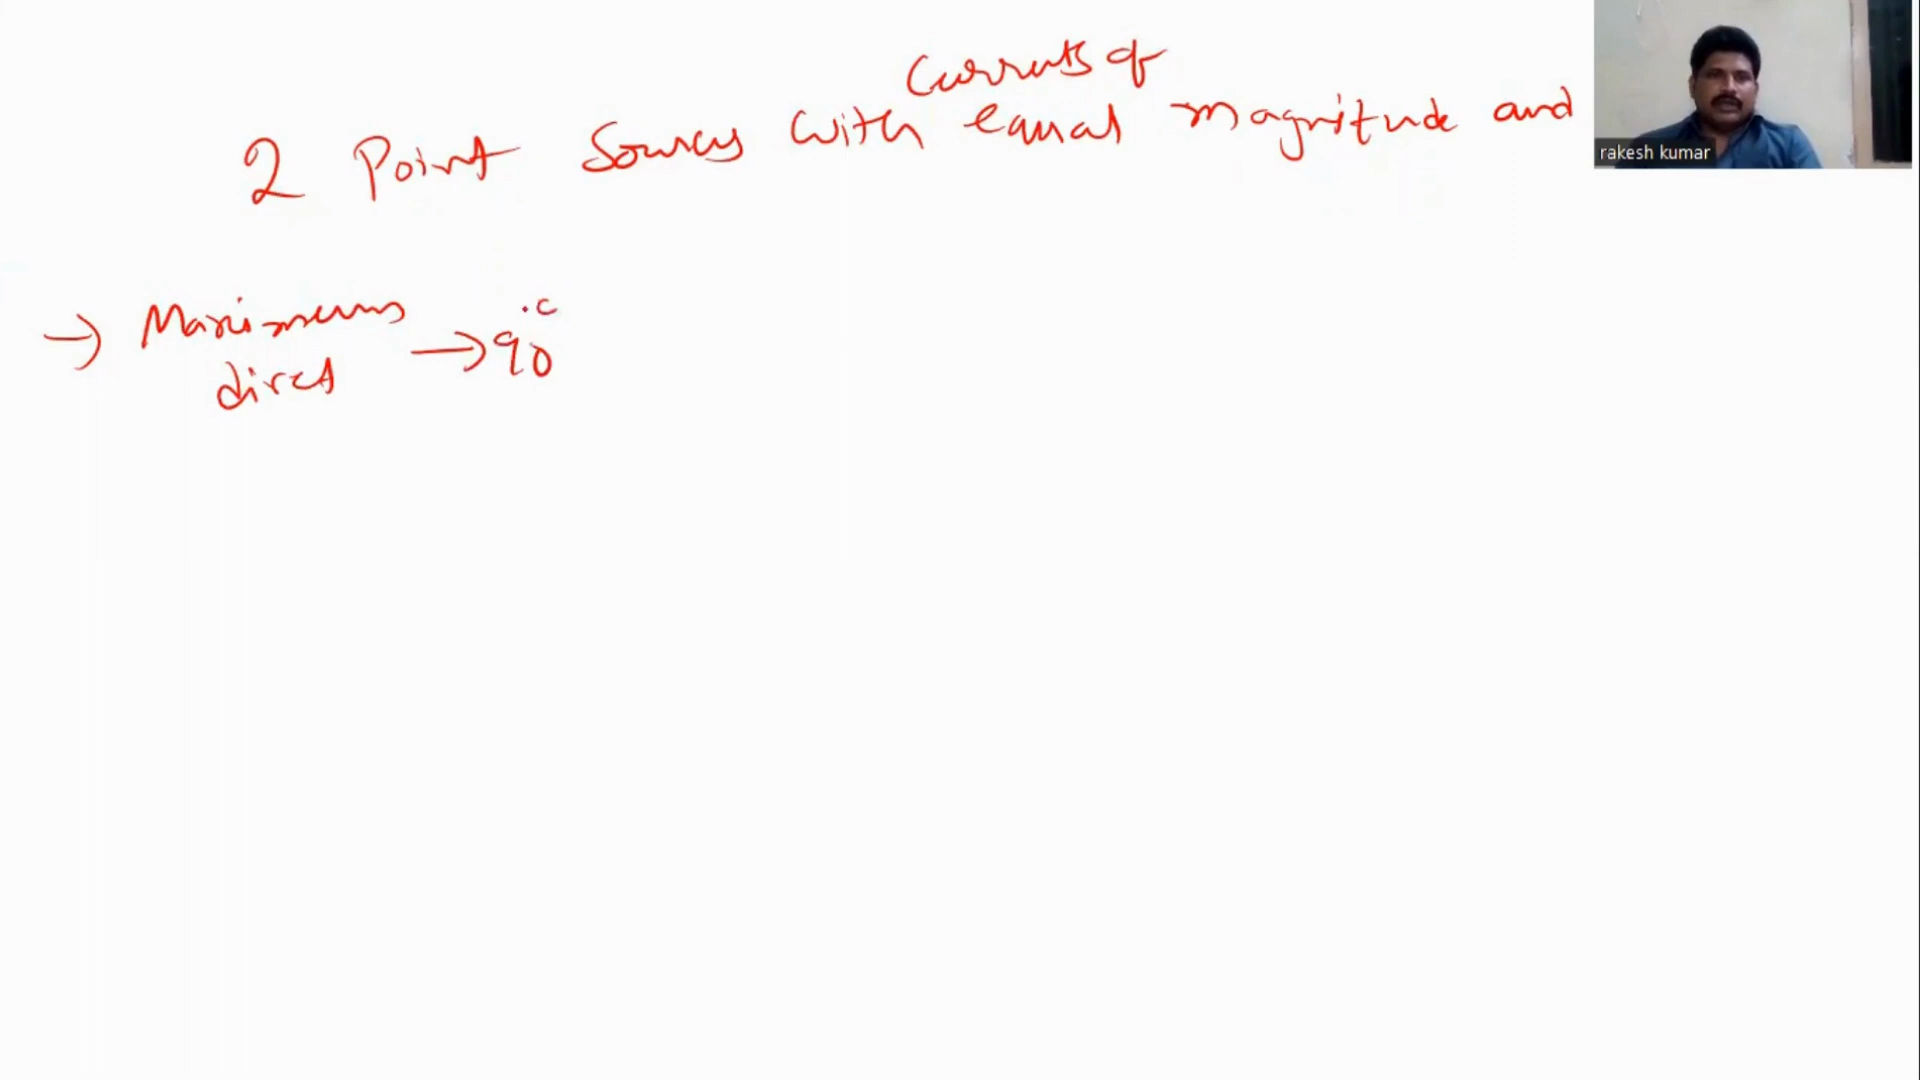 Currents of
2 Point Sources with equal magnitude and
rakesh kumar
→ Maximum → 90°
direct